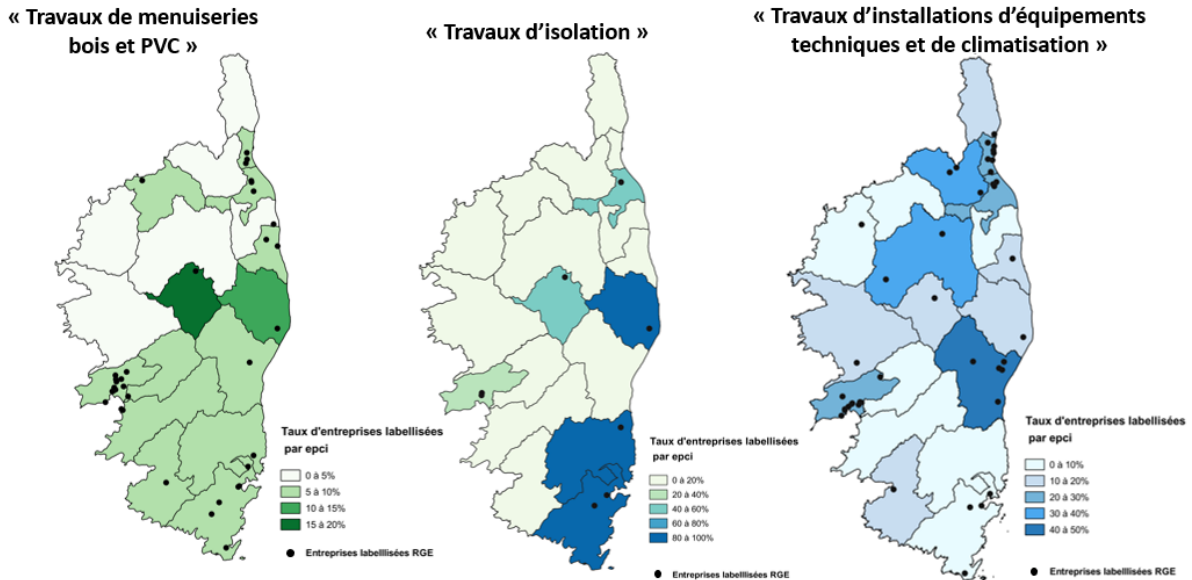 « Travaux de menuiseries
bois et PVC »
« Travaux d’isolation »
« Travaux d’installations d’équipements
techniques et de climatisation »
Taux d'entreprises labellisées
par epci
0 à 5%
5 à 10%
10 à 15%
15 à 20%
Entreprises labelllisées RGE
Taux d'entreprises labellisées
par epci
0 à 20%
20 à 40%
40 à 60%
60 à 80%
80 à 100%
Entreprises labelllisées RGE
Taux d'entreprises labellisées
par epci
0 à 10%
10 à 20%
20 à 30%
30 à 40%
40 à 50%
Entreprises labelllisées RGE